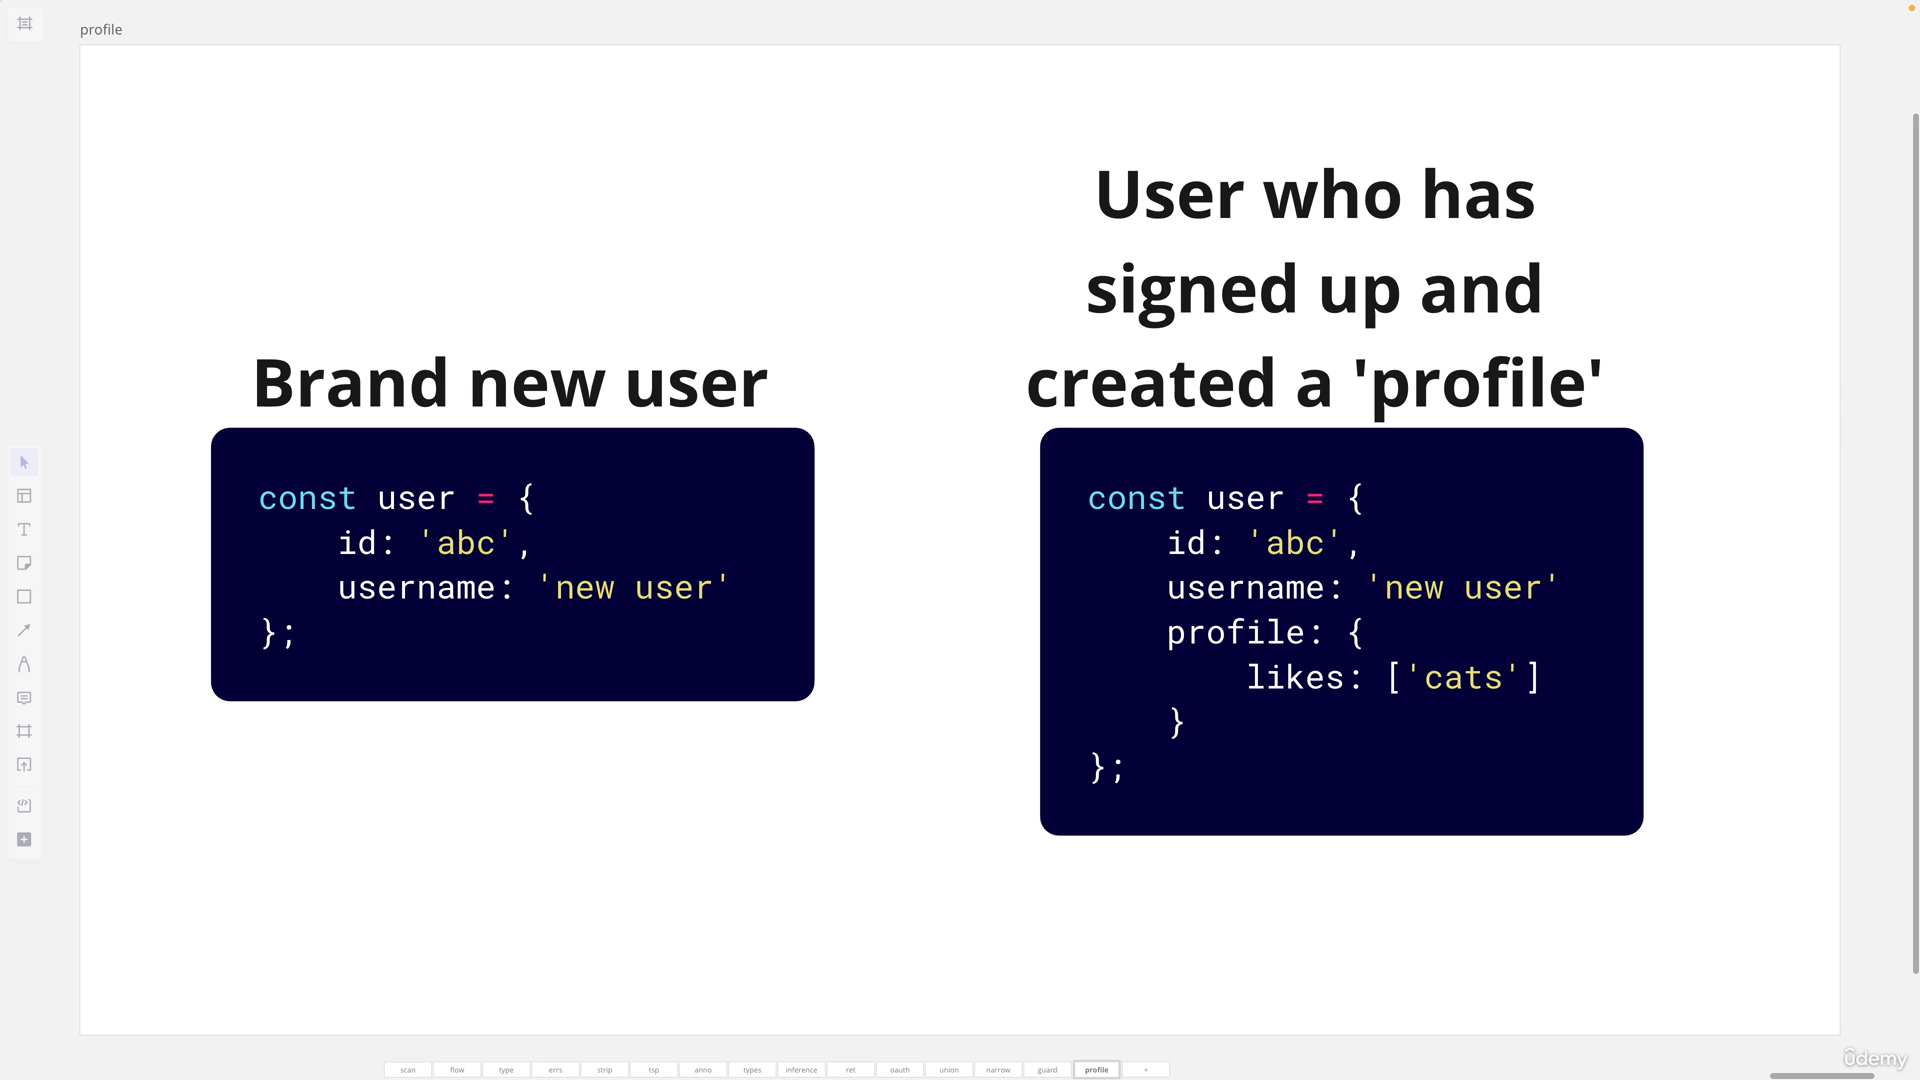 profile
Brand new user
const user = {
    id: 'abc',
    username: 'new user'
};
User who has
signed up and
created a 'profile'
const user = {
    id: 'abc',
    username: 'new user'
    profile: {
        likes: ['cats']
    }
};
scan flow type errs strip tsp anno types inference ret oauth union narrow guard profile +
ûdemy